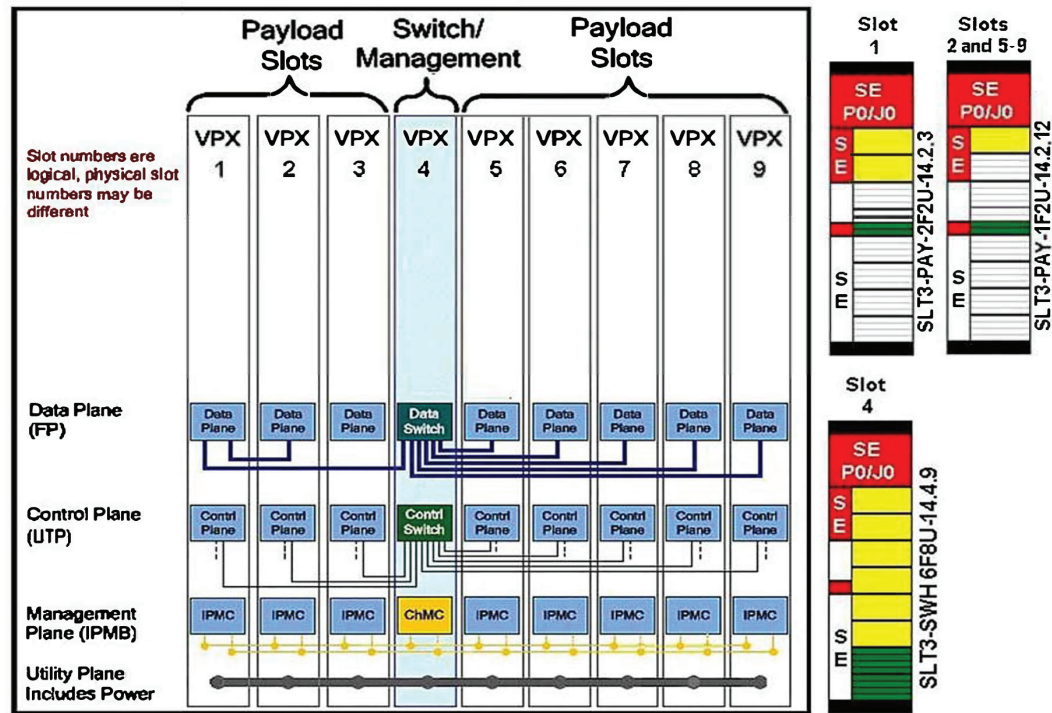 Payload
Slots
Switch/
Management
Payload
Slots
VPX
1
VPX
2
VPX
3
VPX
4
VPX
5
VPX
6
VPX
7
VPX
8
VPX
9
Slot numbers are
logical, physical slot
numbers may be
different
Data Plane
(FP)
Data
Plane
Data
Plane
Data
Plane
Data
Switch
Data
Plane
Data
Plane
Data
Plane
Data
Plane
Data
Plane
Control Plane
(UTP)
Contrl
Plane
Contrl
Plane
Contrl
Plane
Contrl
Switch
Contrl
Plane
Contrl
Plane
Contrl
Plane
Contrl
Plane
Contrl
Plane
Management
Plane (IPMB)
IPMC
IPMC
IPMC
ChMC
IPMC
IPMC
IPMC
IPMC
IPMC
Utility Plane
Includes Power
Slot
1
SE
P0/J0
S
E
S
E
SLT3-PAY-2F2U-14.2.3
Slots
2 and 5-9
SE
P0/J0
S
E
S
E
SLT3-PAY-1F2U-14.2.12
Slot
4
SE
P0/J0
S
E
S
E
SLT3-SWH 6F8U-14.4.9